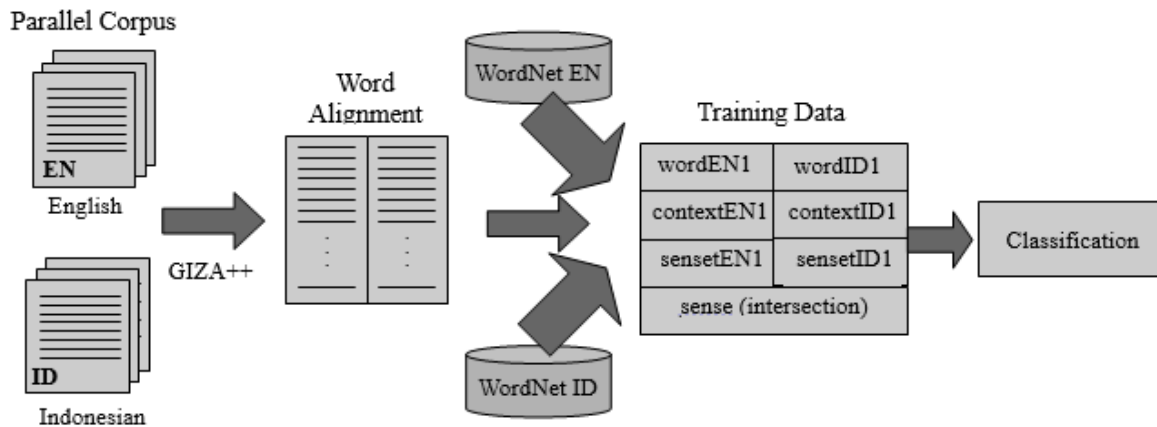 Parallel Corpus
EN
English
ID
Indonesian
GIZA++
Word
Alignment
WordNet EN
WordNet ID
Training Data
wordEN1 wordID1
contextEN1 contextID1
sensetEN1 sensetID1
sense (intersection)
Classification